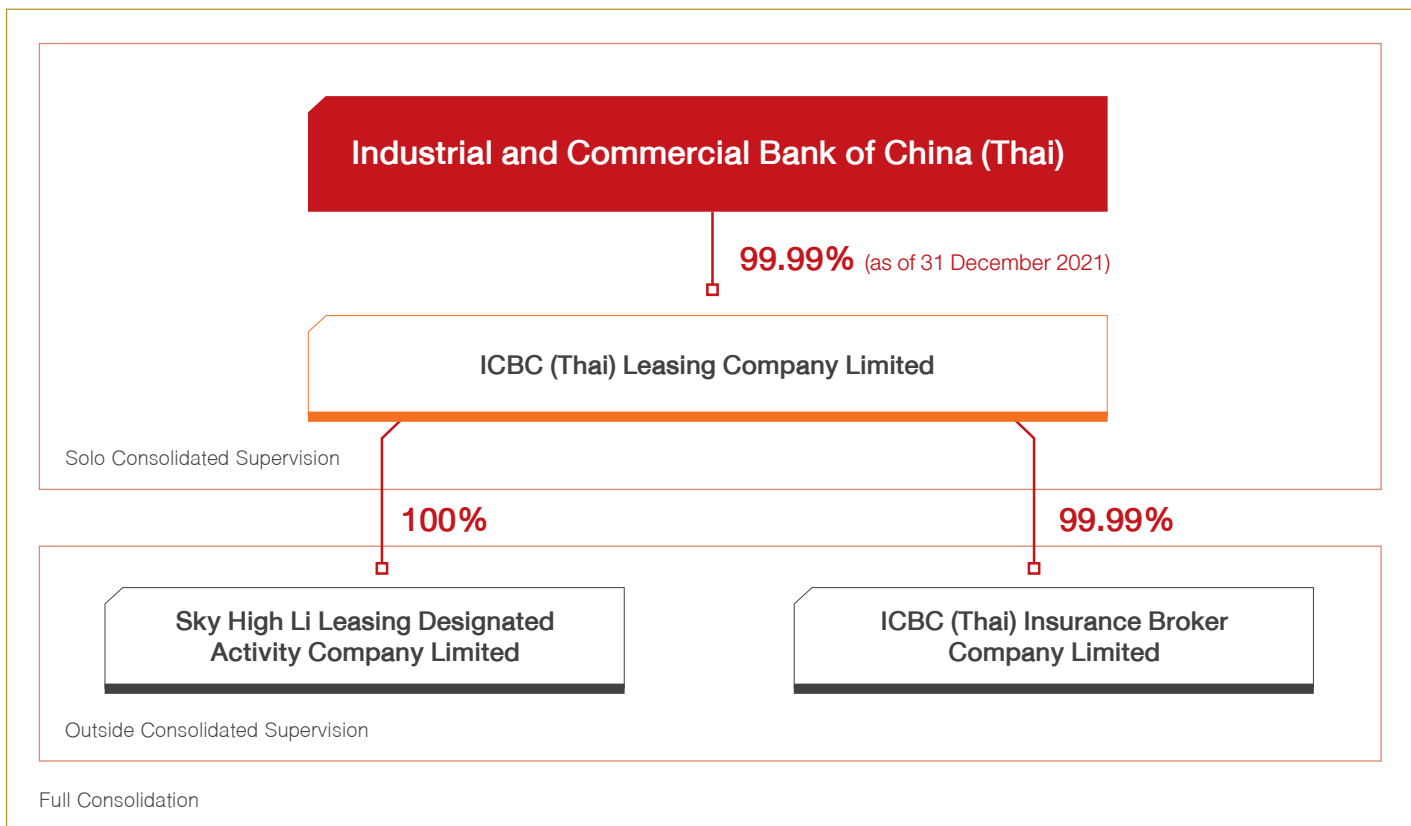 Industrial and Commercial Bank of China (Thai)
99.99% (as of 31 December 2021)
ICBC (Thai) Leasing Company Limited
Solo Consolidated Supervision
100%
99.99%
Sky High Li Leasing Designated
Activity Company Limited
ICBC (Thai) Insurance Broker
Company Limited
Outside Consolidated Supervision
Full Consolidation